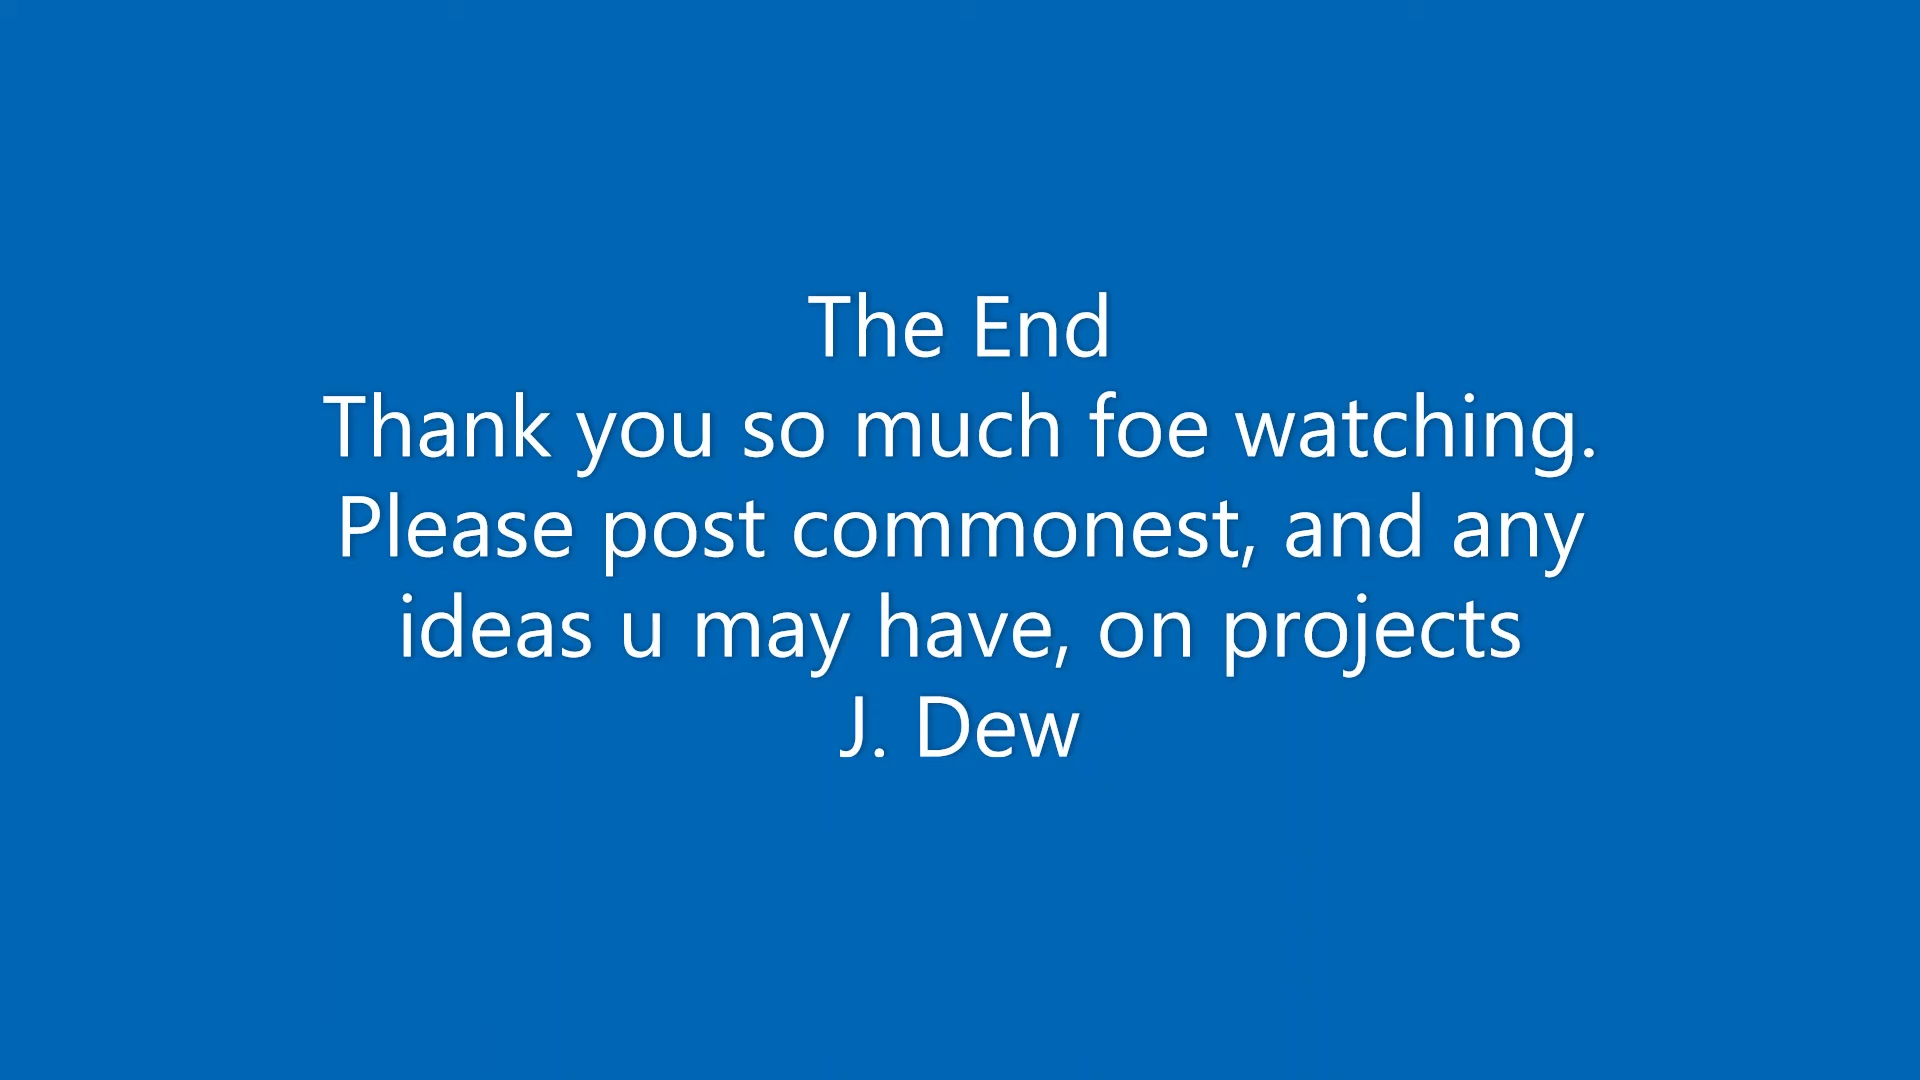 The End
Thank you so much foe watching.
Please post commonest, and any
ideas u may have, on projects
J. Dew